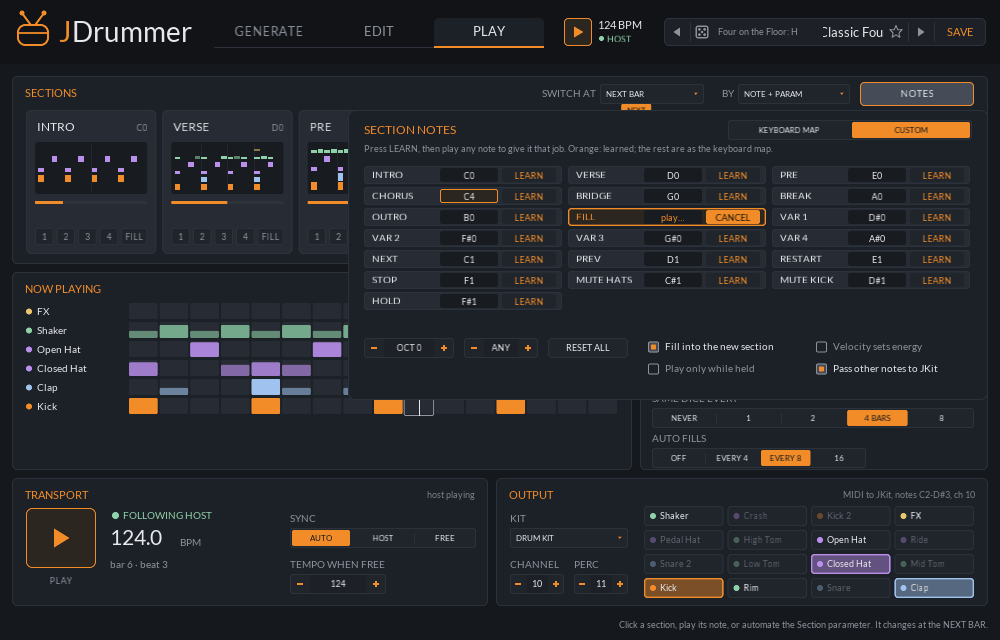 JDrummer
GENERATE EDIT PLAY
124 BPM
HOST
Four on the Floor: H
Classic Fou
SAVE
SECTIONS
SWITCH AT NEXT BAR BY NOTE + PARAM NOTES
INTRO C0
1 2 3 4 FILL
VERSE D0
1 2 3 4 FILL
PRE
1 2
SECTION NOTES
KEYBOARD MAP CUSTOM
Press LEARN, then play any note to give it that job. Orange: learned; the rest are as the keyboard map.
INTRO C0 LEARN VERSE D0 LEARN PRE E0 LEARN
CHORUS C4 LEARN BRIDGE G0 LEARN BREAK A0 LEARN
OUTRO B0 LEARN FILL play... CANCEL VAR 1 D#0 LEARN
VAR 2 F#0 LEARN VAR 3 G#0 LEARN VAR 4 A#0 LEARN
NEXT C1 LEARN PREV D1 LEARN RESTART E1 LEARN
STOP F1 LEARN MUTE HATS C#1 LEARN MUTE KICK D#1 LEARN
HOLD F#1 LEARN
− OCT 0 + − ANY + RESET ALL
Fill into the new section Velocity sets energy
Play only while held Pass other notes to JKit
NOW PLAYING
FX
Shaker
Open Hat
Closed Hat
Clap
Kick
SAME DICE EVERY
NEVER 1 2 4 BARS 8
AUTO FILLS
OFF EVERY 4 EVERY 8 16
TRANSPORT host playing
PLAY
FOLLOWING HOST
124.0 BPM
bar 6 · beat 3
SYNC
AUTO HOST FREE
TEMPO WHEN FREE
− 124 +
OUTPUT MIDI to JKit, notes C2-D#3, ch 10
KIT
DRUM KIT
CHANNEL PERC
− 10 + − 11 +
Shaker Crash Kick 2 FX
Pedal Hat High Tom Open Hat Ride
Snare 2 Low Tom Closed Hat Mid Tom
Kick Rim Snare Clap
Click a section, play its note, or automate the Section parameter. It changes at the NEXT BAR.